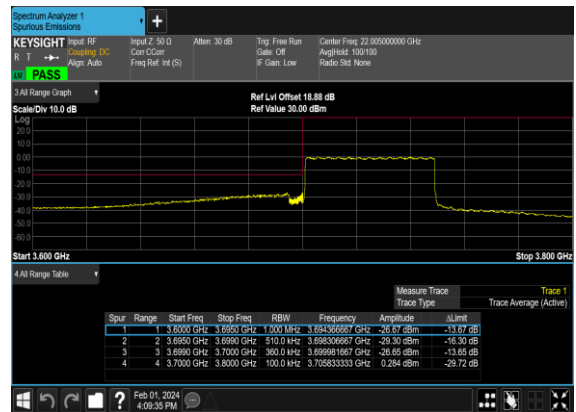 Spectrum Analyzer 1
Spurious Emissions
KEYSIGHT Input: RF Input Z: 50 Ω Atten: 30 dB Trig: Free Run Center Freq: 22.005000000 GHz
R T Coupling: DC Corr CCorr Gate: Off Avg|Hold: 100/100
Align: Auto Freq Ref: Int (S) IF Gain: Low Radio Std: None
PASS
3 All Range Graph
Ref Lvl Offset 18.88 dB
Scale/Div 10.0 dB Ref Value 30.00 dBm
Log
20.0
10.0
0.00
-10.0
-20.0
-30.0
-40.0
-50.0
-60.0
Start 3.600 GHz Stop 3.800 GHz
4 All Range Table
Measure Trace Trace 1
Trace Type Trace Average (Active)
Spur Range Start Freq Stop Freq RBW Frequency Amplitude ΔLimit
1 1 3.6000 GHz 3.6950 GHz 1.000 MHz 3.694366667 GHz -26.67 dBm -13.67 dB
2 2 3.6950 GHz 3.6990 GHz 510.0 kHz 3.698306667 GHz -29.30 dBm -16.30 dB
3 3 3.6990 GHz 3.7000 GHz 360.0 kHz 3.699981667 GHz -26.65 dBm -13.65 dB
4 4 3.7000 GHz 3.8000 GHz 100.0 kHz 3.705833333 GHz 0.284 dBm -29.72 dB
? Feb 01, 2024
4:09:35 PM